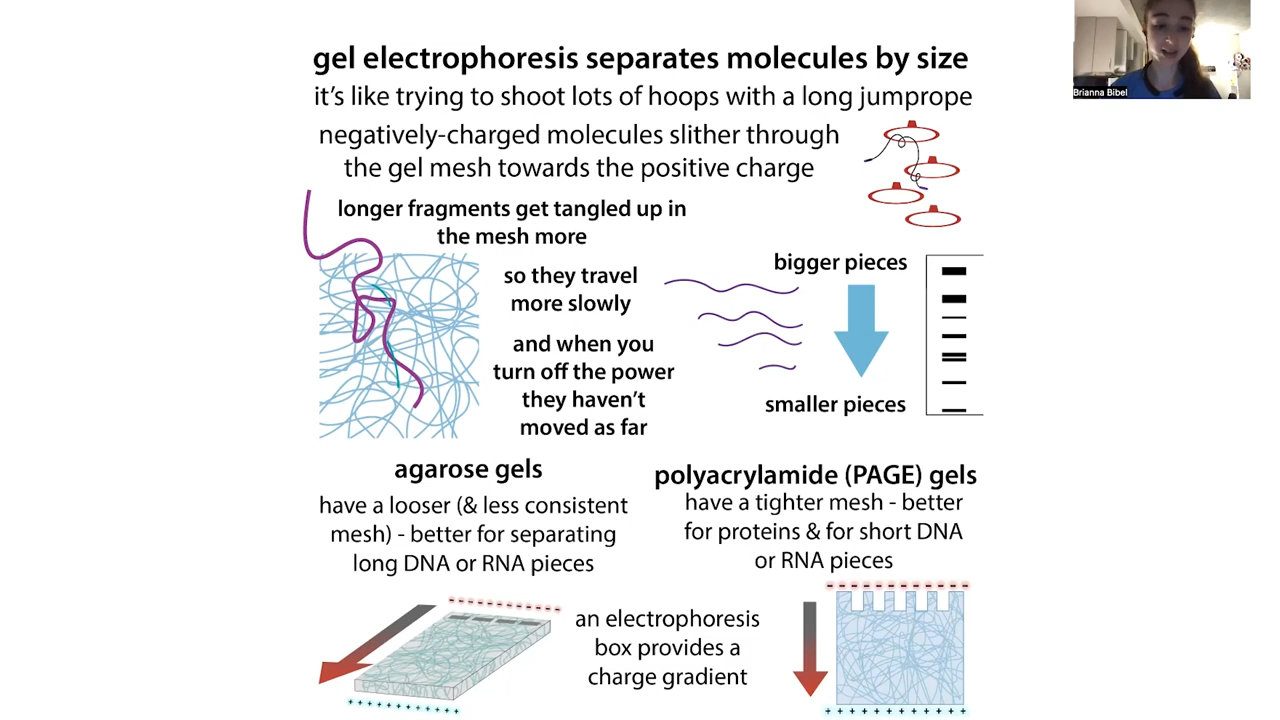 gel electrophoresis separates molecules by size
it's like trying to shoot lots of hoops with a long jumprope
negatively-charged molecules slither through
the gel mesh towards the positive charge
longer fragments get tangled up in
the mesh more
so they travel
more slowly
and when you
turn off the power
they haven't
moved as far
bigger pieces
smaller pieces
agarose gels
have a looser (& less consistent
mesh) - better for separating
long DNA or RNA pieces
polyacrylamide (PAGE) gels
have a tighter mesh - better
for proteins & for short DNA
or RNA pieces
an electrophoresis
box provides a
charge gradient
Brianna Bibel